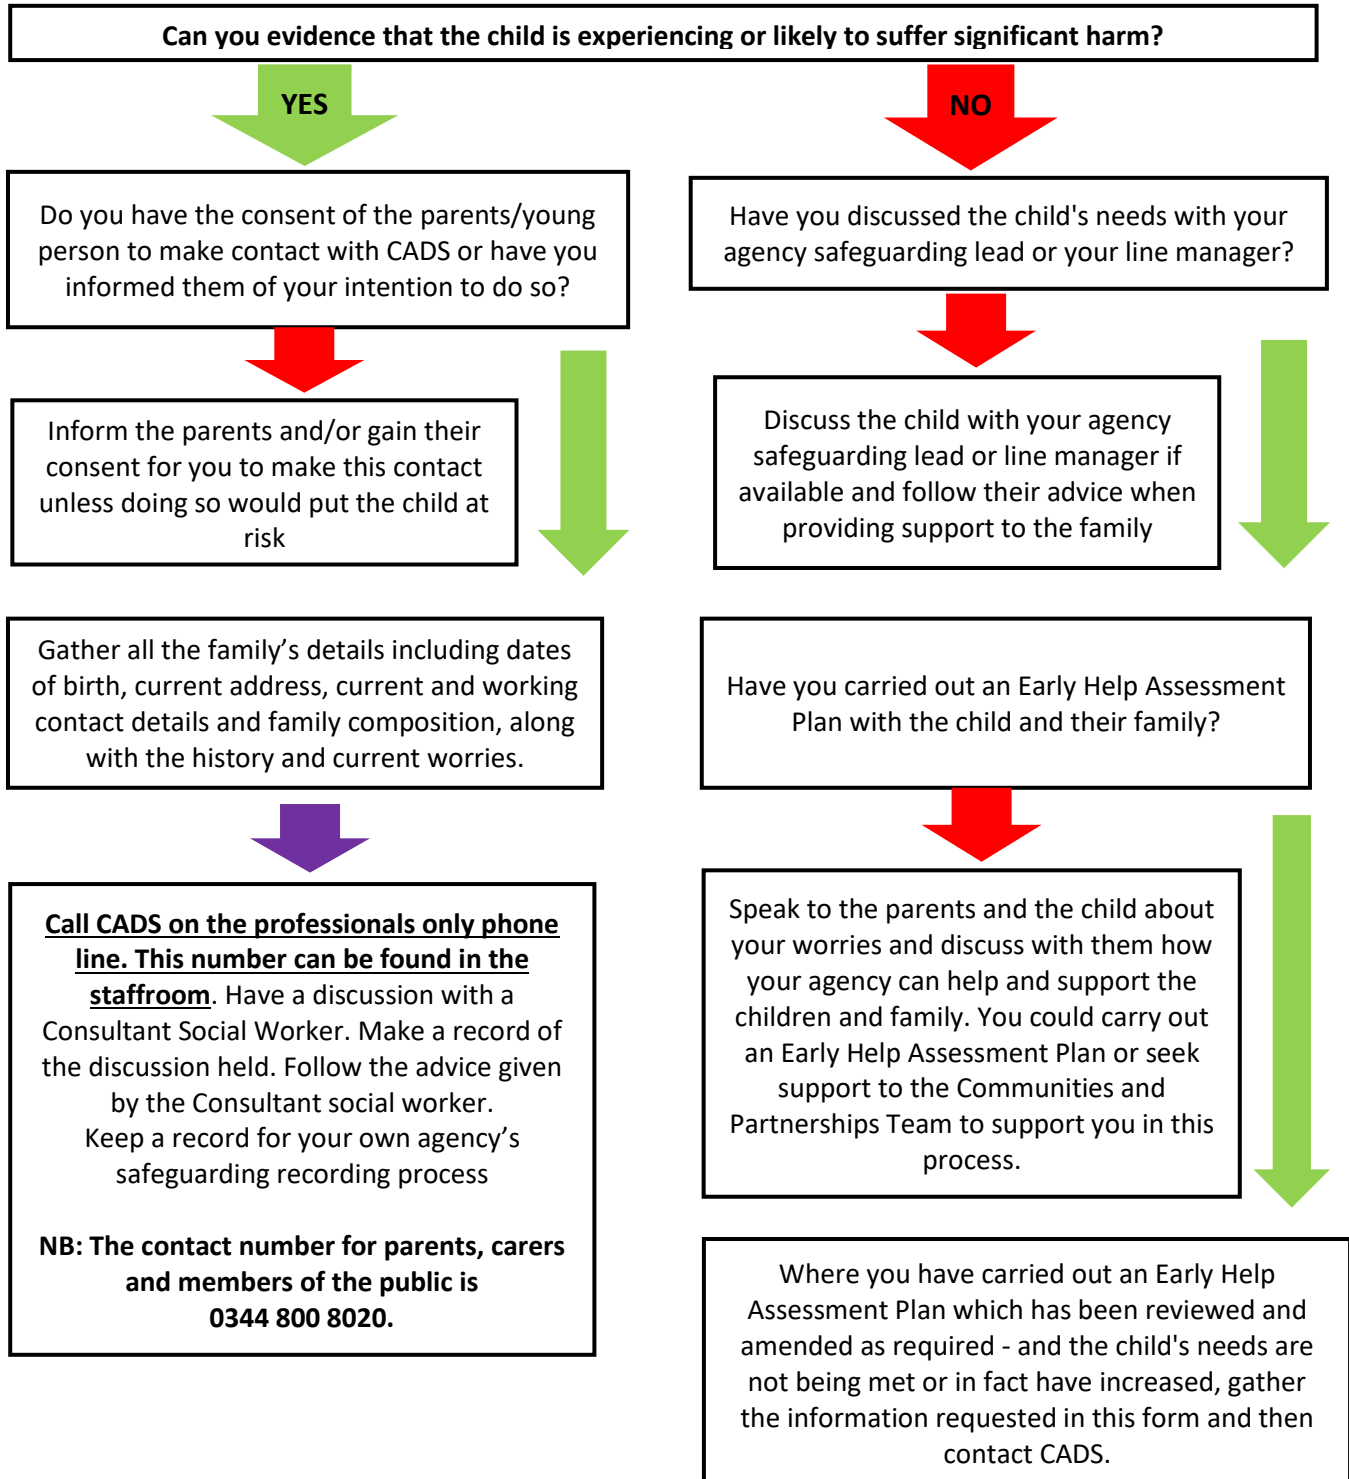 Can you evidence that the child is experiencing or likely to suffer significant harm?
YES
Do you have the consent of the parents/young
person to make contact with CADS or have you
informed them of your intention to do so?
Inform the parents and/or gain their
consent for you to make this contact
unless doing so would put the child at
risk
Gather all the family’s details including dates
of birth, current address, current and working
contact details and family composition, along
with the history and current worries.
Call CADS on the professionals only phone
line. This number can be found in the
staffroom. Have a discussion with a
Consultant Social Worker. Make a record of
the discussion held. Follow the advice given
by the Consultant social worker.
Keep a record for your own agency’s
safeguarding recording process
NB: The contact number for parents, carers
and members of the public is
0344 800 8020.
NO
Have you discussed the child's needs with your
agency safeguarding lead or your line manager?
Discuss the child with your agency
safeguarding lead or line manager if
available and follow their advice when
providing support to the family
Have you carried out an Early Help Assessment
Plan with the child and their family?
Speak to the parents and the child about
your worries and discuss with them how
your agency can help and support the
children and family. You could carry out
an Early Help Assessment Plan or seek
support to the Communities and
Partnerships Team to support you in this
process.
Where you have carried out an Early Help
Assessment Plan which has been reviewed and
amended as required - and the child's needs are
not being met or in fact have increased, gather
the information requested in this form and then
contact CADS.